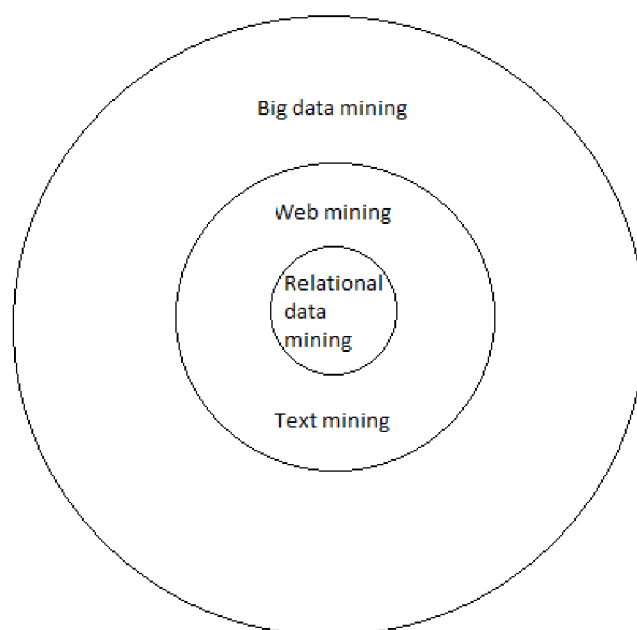 Big data mining
Web mining
Relational
data
mining
Text mining